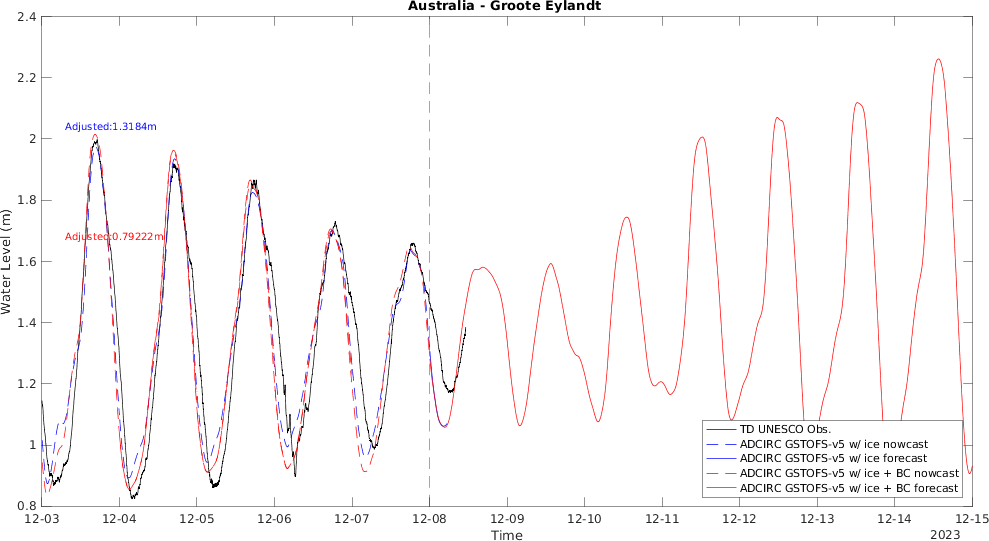 Australia - Groote Eylandt
2.4
2.2
2
1.8
1.6
1.4
1.2
1
0.8
Water Level (m)
Adjusted:1.3184m
Adjusted:0.79222m
TD UNESCO Obs.
ADCIRC GSTOFS-v5 w/ ice nowcast
ADCIRC GSTOFS-v5 w/ ice forecast
ADCIRC GSTOFS-v5 w/ ice + BC nowcast
ADCIRC GSTOFS-v5 w/ ice + BC forecast
12-03 12-04 12-05 12-06 12-07 12-08 12-09 12-10 12-11 12-12 12-13 12-14 12-15
Time
2023